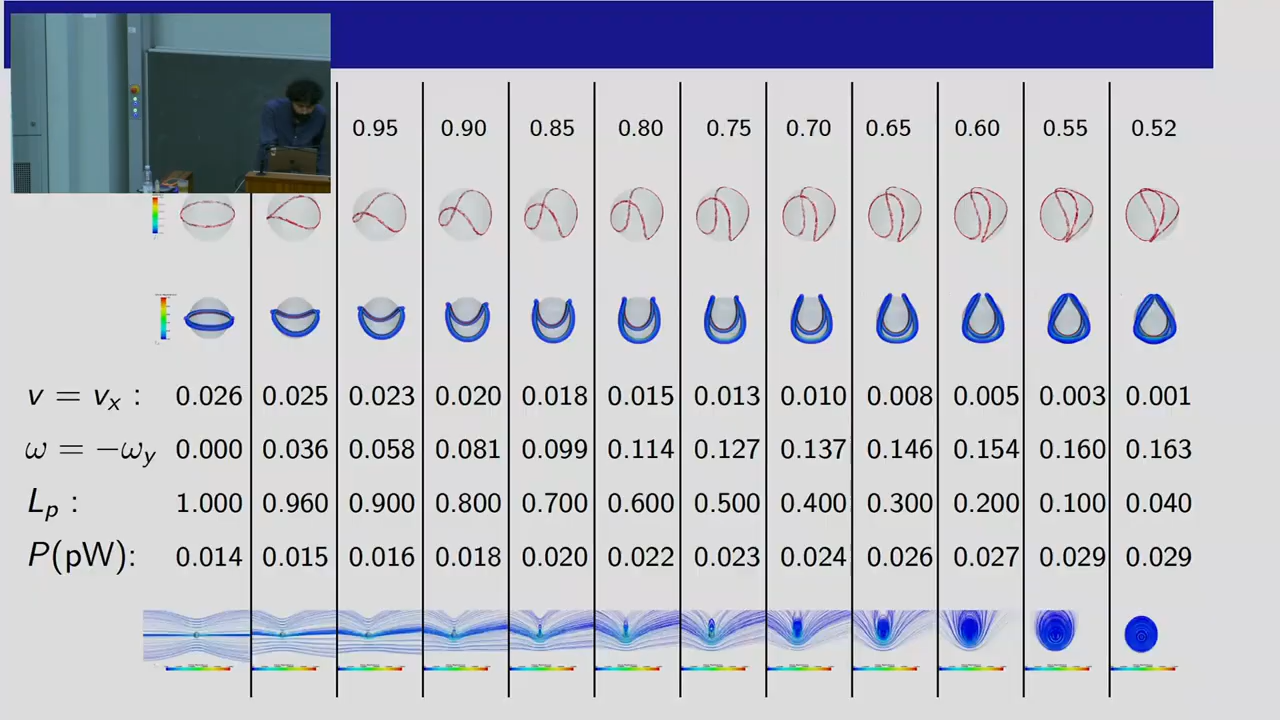 0.95 0.90 0.85 0.80 0.75 0.70 0.65 0.60 0.55 0.52
v = vₓ : 0.026 0.025 0.023 0.020 0.018 0.015 0.013 0.010 0.008 0.005 0.003 0.001
ω = −ω_y 0.000 0.036 0.058 0.081 0.099 0.114 0.127 0.137 0.146 0.154 0.160 0.163
L_p : 1.000 0.960 0.900 0.800 0.700 0.600 0.500 0.400 0.300 0.200 0.100 0.040
P(pW): 0.014 0.015 0.016 0.018 0.020 0.022 0.023 0.024 0.026 0.027 0.029 0.029